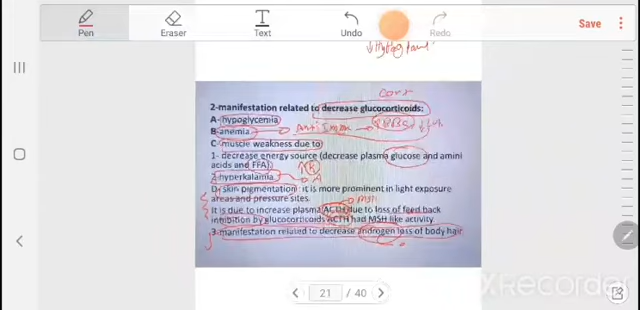 Pen
Eraser
Text
Undo
Redo
Save
2-manifestation related to decrease glucocorticoids:
A- hypoglycemia
B-anemia
C- muscle weakness due to
1- decrease energy source (decrease plasma glucose and amini
acids and FFA).
2-hyperkalamia
D- skin pigmentation: it is more prominent in light exposure
areas and pressure sites.
It is due to increase plasma ACTH due to loss of feed back
inbibition by glucocorticoids ACTH had MSH like activity
3-manifestation related to decrease androgen loss of body hair
A
MSH
21 / 40
XRecorder